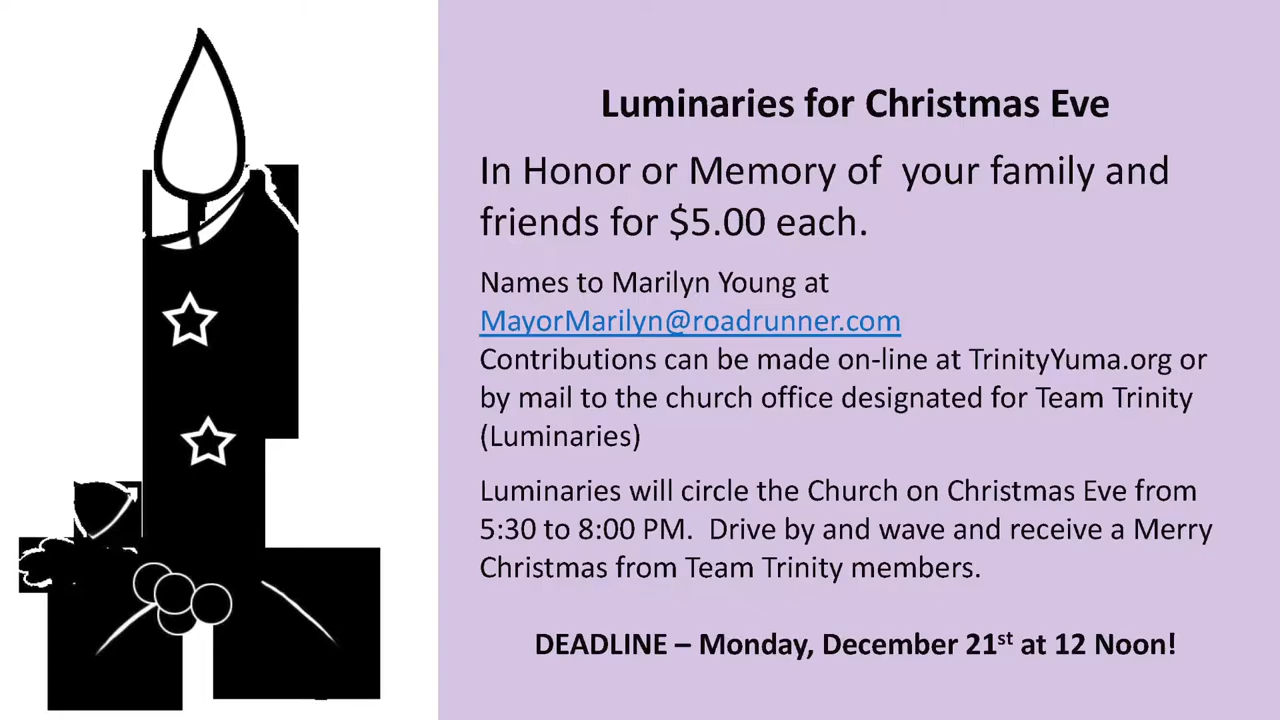 Luminaries for Christmas Eve
In Honor or Memory of  your family and
friends for $5.00 each.
Names to Marilyn Young at
MayorMarilyn@roadrunner.com
Contributions can be made on-line at TrinityYuma.org or
by mail to the church office designated for Team Trinity
(Luminaries)
Luminaries will circle the Church on Christmas Eve from
5:30 to 8:00 PM.  Drive by and wave and receive a Merry
Christmas from Team Trinity members.
DEADLINE – Monday, December 21st at 12 Noon!